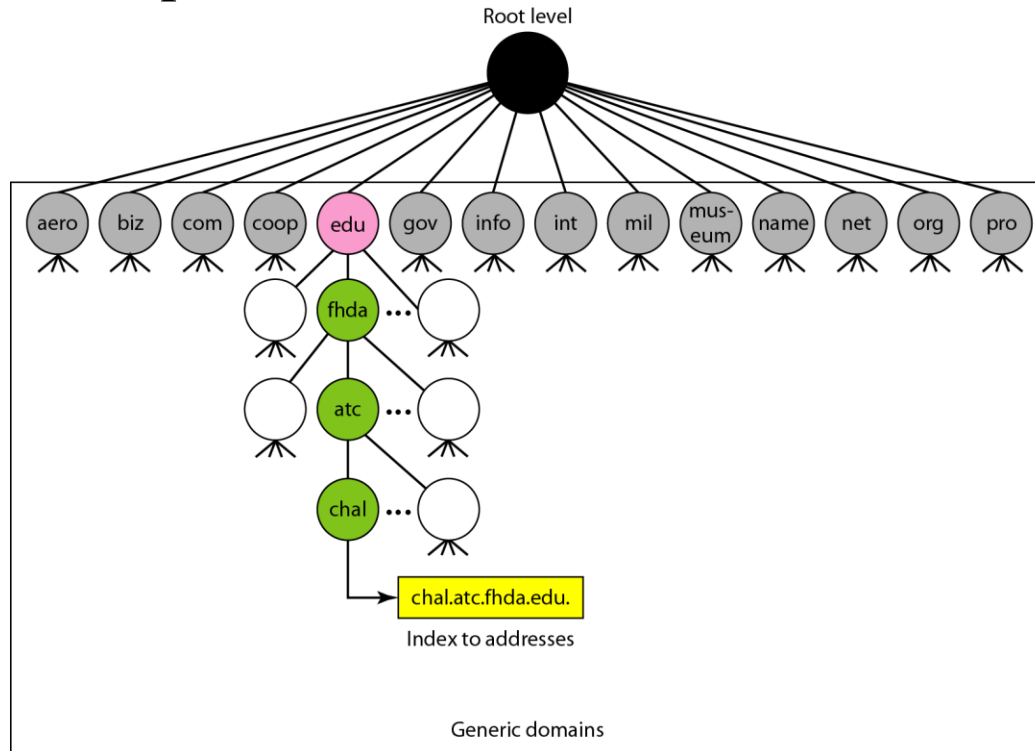 Root level
aero biz com coop edu gov info int mil mus-
eum name net org pro
fhda ...
atc ...
chal ...
chal.atc.fhda.edu.
Index to addresses
Generic domains